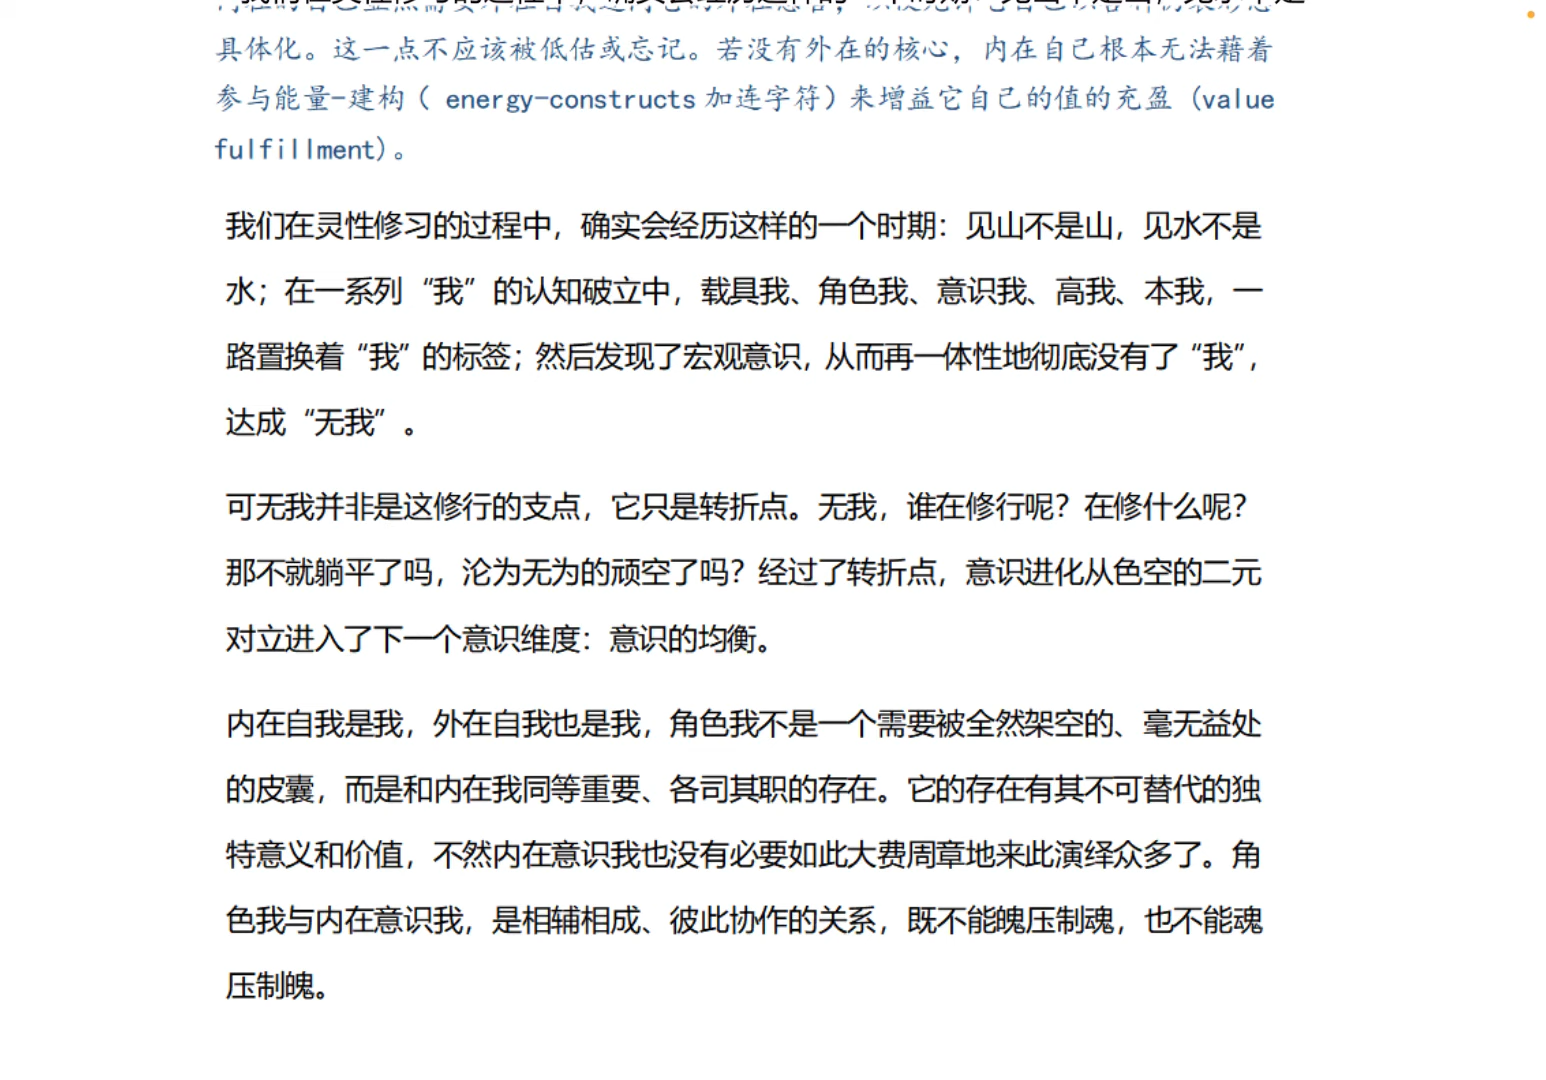 具体化。这一点不应该被低估或忘记。若没有外在的核心，内在自己根本无法藉着
参与能量-建构（ energy-constructs 加连字符）来增益它自己的值的充盈 (value
fulfillment)。
我们在灵性修习的过程中，确实会经历这样的一个时期：见山不是山，见水不是
水；在一系列“我”的认知破立中，载具我、角色我、意识我、高我、本我，一
路置换着“我”的标签；然后发现了宏观意识，从而再一体性地彻底没有了“我”，
达成“无我”。
可无我并非是这修行的支点，它只是转折点。无我，谁在修行呢？在修什么呢？
那不就躺平了吗，沦为无为的顽空了吗？经过了转折点，意识进化从色空的二元
对立进入了下一个意识维度：意识的均衡。
内在自我是我，外在自我也是我，角色我不是一个需要被全然架空的、毫无益处
的皮囊，而是和内在我同等重要、各司其职的存在。它的存在有其不可替代的独
特意义和价值，不然内在意识我也没有必要如此大费周章地来此演绎众多了。角
色我与内在意识我，是相辅相成、彼此协作的关系，既不能魄压制魂，也不能魂
压制魄。